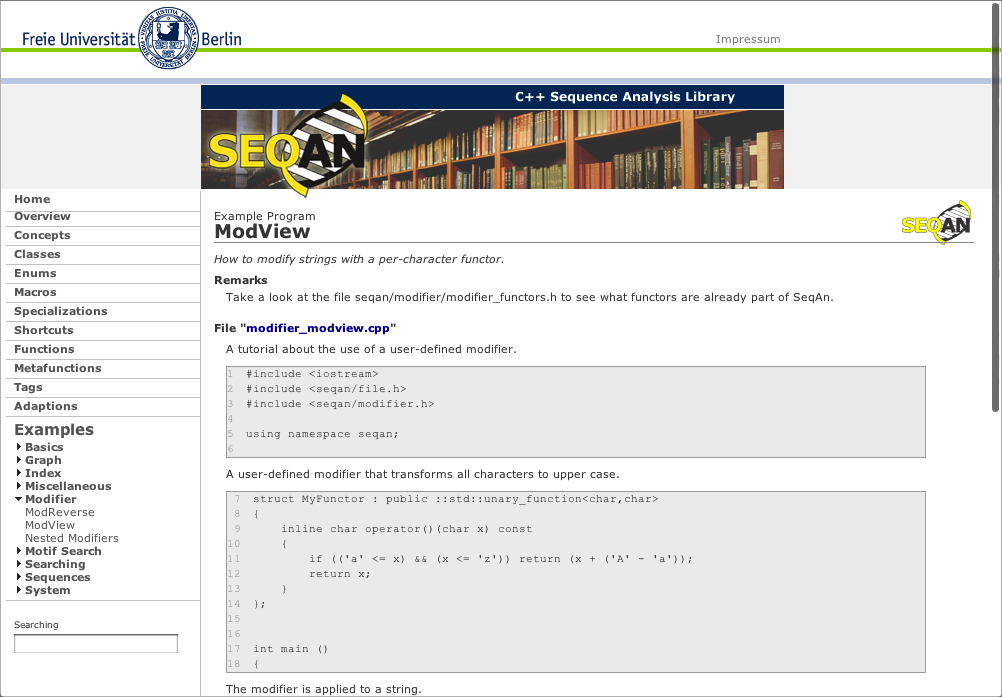 Freie Universität Berlin
Impressum
C++ Sequence Analysis Library
SEQAN
Home
Overview
Concepts
Classes
Enums
Macros
Specializations
Shortcuts
Functions
Metafunctions
Tags
Adaptions
Examples
Basics
Graph
Index
Miscellaneous
Modifier
ModReverse
ModView
Nested Modifiers
Motif Search
Searching
Sequences
System
Searching
Example Program
ModView
SEQAN
How to modify strings with a per-character functor.
Remarks
Take a look at the file seqan/modifier/modifier_functors.h to see what functors are already part of SeqAn.
File "modifier_modview.cpp"
A tutorial about the use of a user-defined modifier.
1 #include <iostream>
2 #include <seqan/file.h>
3 #include <seqan/modifier.h>
4
5 using namespace seqan;
6
A user-defined modifier that transforms all characters to upper case.
7 struct MyFunctor : public ::std::unary_function<char,char>
8 {
9     inline char operator()(char x) const
10     {
11         if (('a' <= x) && (x <= 'z')) return (x + ('A' - 'a'));
12         return x;
13     }
14 };
15
16
17 int main ()
18 {
The modifier is applied to a string.